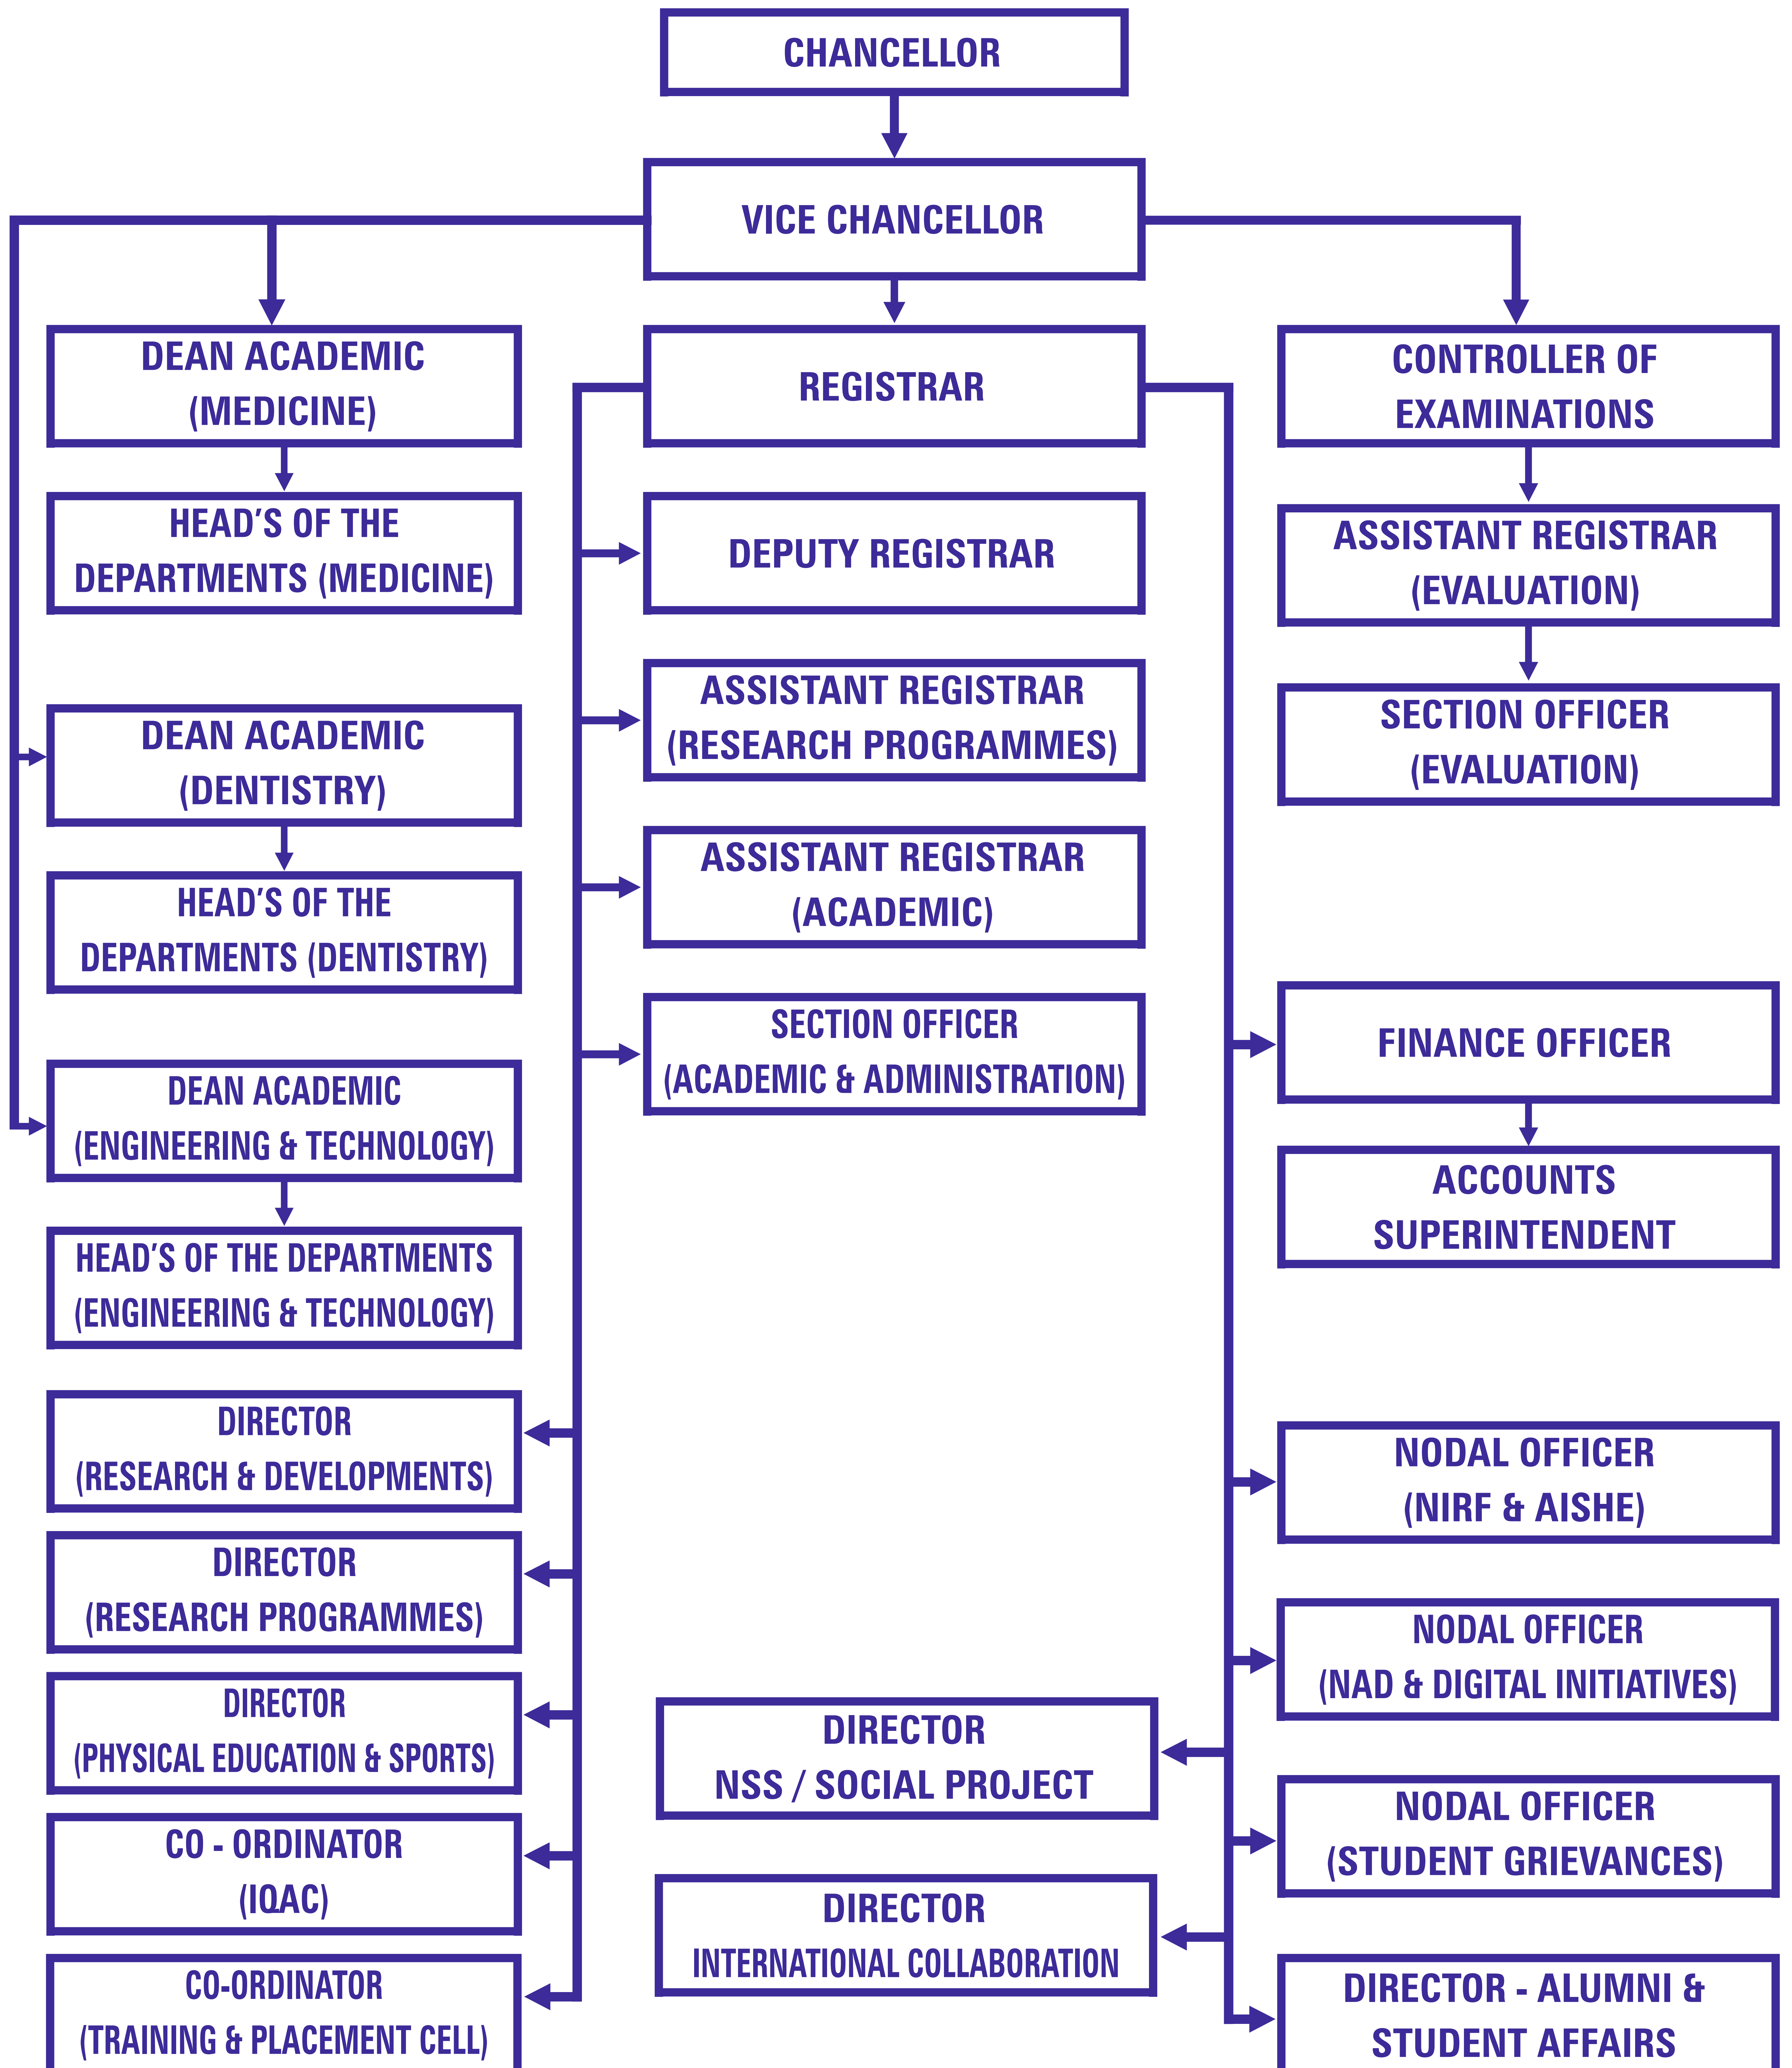 CHANCELLOR
VICE CHANCELLOR
DEAN ACADEMIC
(MEDICINE)
HEAD'S OF THE
DEPARTMENTS (MEDICINE)
DEAN ACADEMIC
(DENTISTRY)
HEAD'S OF THE
DEPARTMENTS (DENTISTRY)
DEAN ACADEMIC
(ENGINEERING & TECHNOLOGY)
HEAD'S OF THE DEPARTMENTS
(ENGINEERING & TECHNOLOGY)
DIRECTOR
(RESEARCH & DEVELOPMENTS)
DIRECTOR
(RESEARCH PROGRAMMES)
DIRECTOR
(PHYSICAL EDUCATION & SPORTS)
CO - ORDINATOR
(IQAC)
CO-ORDINATOR
(TRAINING & PLACEMENT CELL)
REGISTRAR
DEPUTY REGISTRAR
ASSISTANT REGISTRAR
(RESEARCH PROGRAMMES)
ASSISTANT REGISTRAR
(ACADEMIC)
SECTION OFFICER
(ACADEMIC & ADMINISTRATION)
DIRECTOR
NSS / SOCIAL PROJECT
DIRECTOR
INTERNATIONAL COLLABORATION
CONTROLLER OF
EXAMINATIONS
ASSISTANT REGISTRAR
(EVALUATION)
SECTION OFFICER
(EVALUATION)
FINANCE OFFICER
ACCOUNTS
SUPERINTENDENT
NODAL OFFICER
(NIRF & AISHE)
NODAL OFFICER
(NAD & DIGITAL INITIATIVES)
NODAL OFFICER
(STUDENT GRIEVANCES)
DIRECTOR - ALUMNI &
STUDENT AFFAIRS